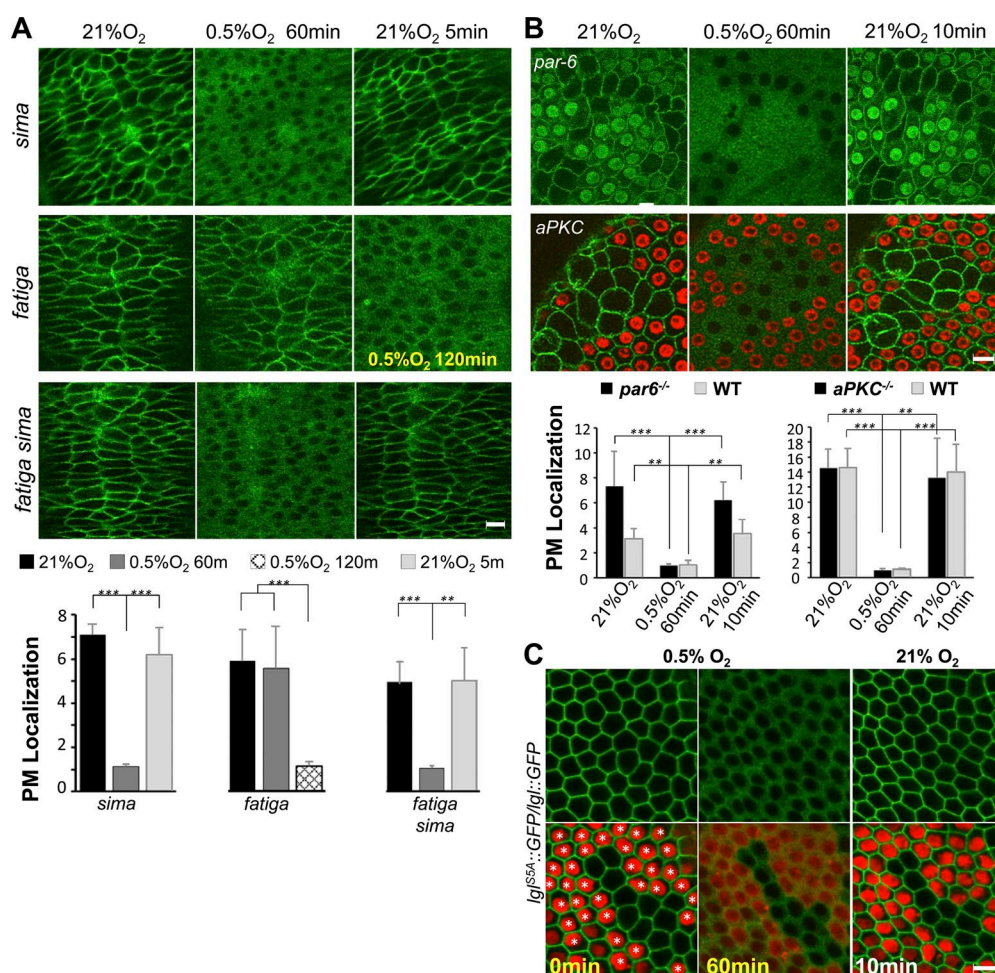 A
21%O₂ 0.5%O₂ 60min 21%O₂ 5min
sima
fatiga
0.5%O₂ 120min
fatiga sima
21%O₂ 0.5%O₂ 60m 0.5%O₂ 120m 21%O₂ 5m
PM Localization
8
6
4
2
0
*** ***
***
*** **
sima fatiga fatiga
sima
B
21%O₂ 0.5%O₂ 60min 21%O₂ 10min
par-6
aPKC
par6-/- WT
PM Localization
12
10
8
6
4
2
0
*** ***
** **
21%O₂ 0.5%O₂ 60min 21%O₂ 10min
aPKC-/- WT
PM Localization
20
18
16
14
12
10
8
6
4
2
0
*** **
*** ***
21%O₂ 0.5%O₂ 60min 21%O₂ 10min
C
0.5% O₂ 21% O₂
lglS5A::GFP/lgl::GFP
0min 60min 10min